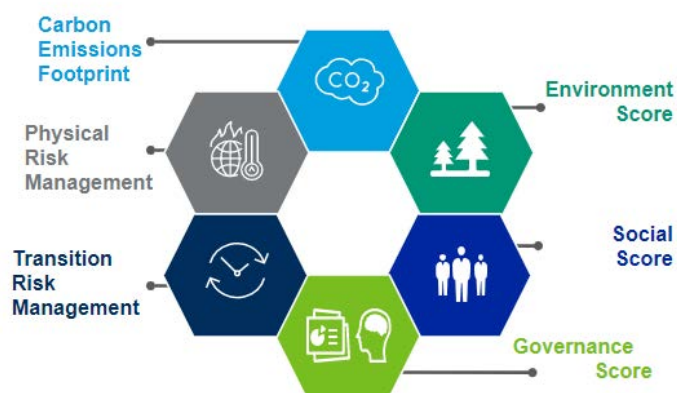 Carbon
Emissions
Footprint
CO2
Environment
Score
Physical
Risk
Management
Social
Score
Transition
Risk
Management
Governance
Score